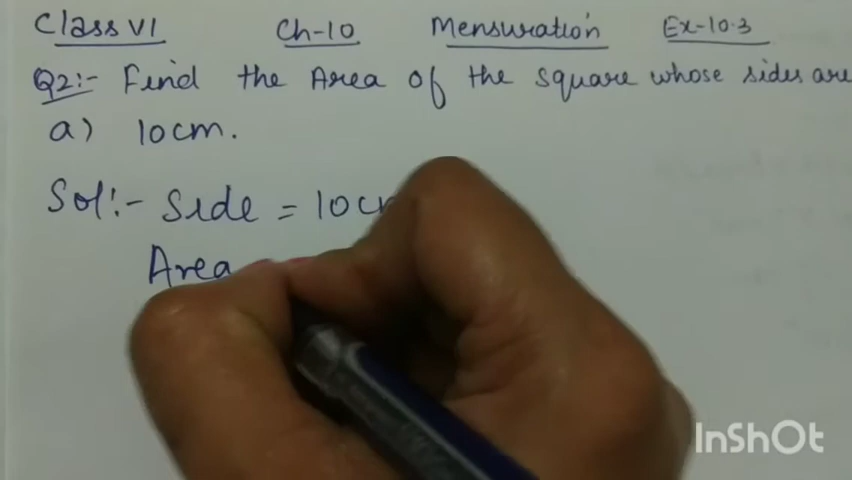 Class VI Ch-10 Mensuration Ex-10.3
Q2:- Find the Area of the square whose sides are
a) 10cm.
Sol:- Side = 10cm
Area
InShOt